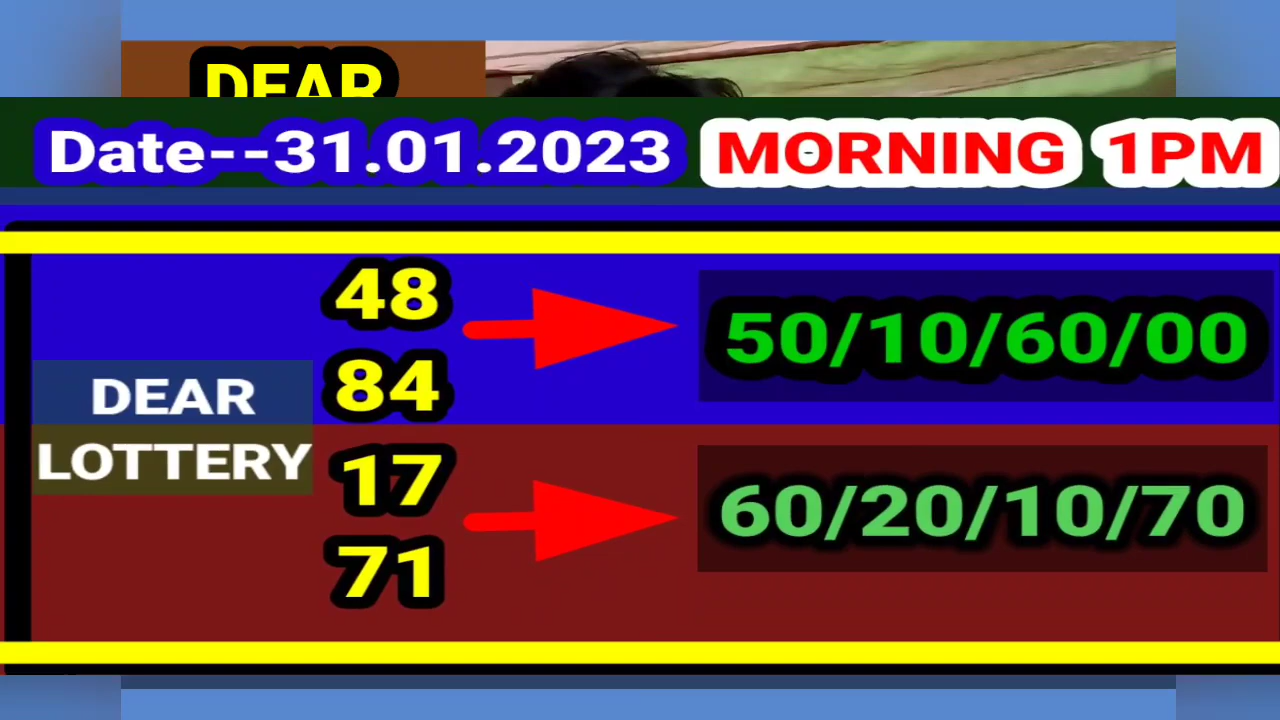 DEAR
Date--31.01.2023 MORNING 1PM
48
50/10/60/00
84
DEAR
LOTTERY
17
60/20/10/70
71